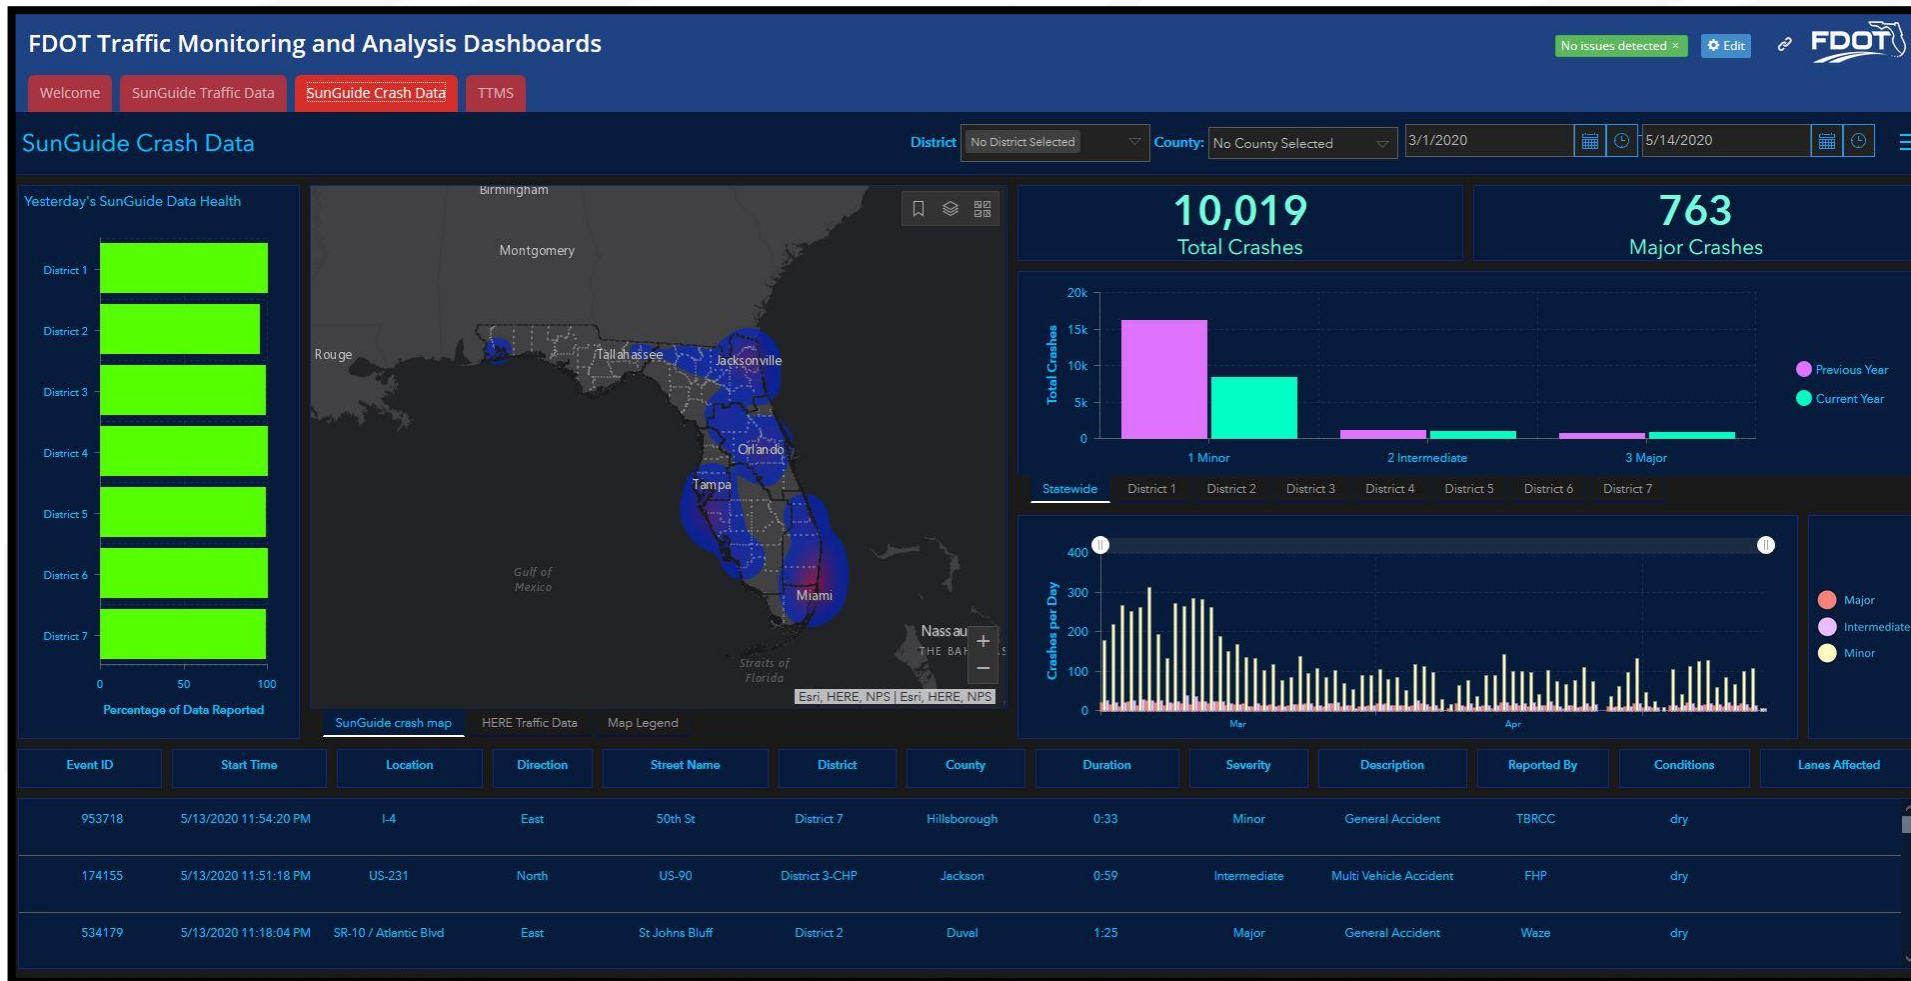 FDOT Traffic Monitoring and Analysis Dashboards
No issues detected ×
Edit
FDOT
Welcome
SunGuide Traffic Data
SunGuide Crash Data
TTMS
SunGuide Crash Data
District
No District Selected
County:
No County Selected
3/1/2020
5/14/2020
Yesterday's SunGuide Data Health
District 1
District 2
District 3
District 4
District 5
District 6
District 7
0
50
100
Percentage of Data Reported
Birmingham
Montgomery
Rouge
Tallahassee
Jacksonville
Orlando
Tampa
Gulf of
Mexico
Miami
Nassau
THE BAH
Straits of
Florida
+
−
Esri, HERE, NPS | Esri, HERE, NPS
SunGuide crash map
HERE Traffic Data
Map Legend
10,019
Total Crashes
763
Major Crashes
20k
15k
10k
5k
0
Total Crashes
1 Minor
2 Intermediate
3 Major
Previous Year
Current Year
Statewide
District 1
District 2
District 3
District 4
District 5
District 6
District 7
400
300
200
100
0
Crashes per Day
Mar
Apr
Major
Intermediate
Minor
Event ID Start Time Location Direction Street Name District County Duration Severity Description Reported By Conditions Lanes Affected
953718 5/13/2020 11:54:20 PM I-4 East 50th St District 7 Hillsborough 0:33 Minor General Accident TBRCC dry
174155 5/13/2020 11:51:18 PM US-231 North US-90 District 3-CHP Jackson 0:59 Intermediate Multi Vehicle Accident FHP dry
534179 5/13/2020 11:18:04 PM SR-10 / Atlantic Blvd East St Johns Bluff District 2 Duval 1:25 Major General Accident Waze dry